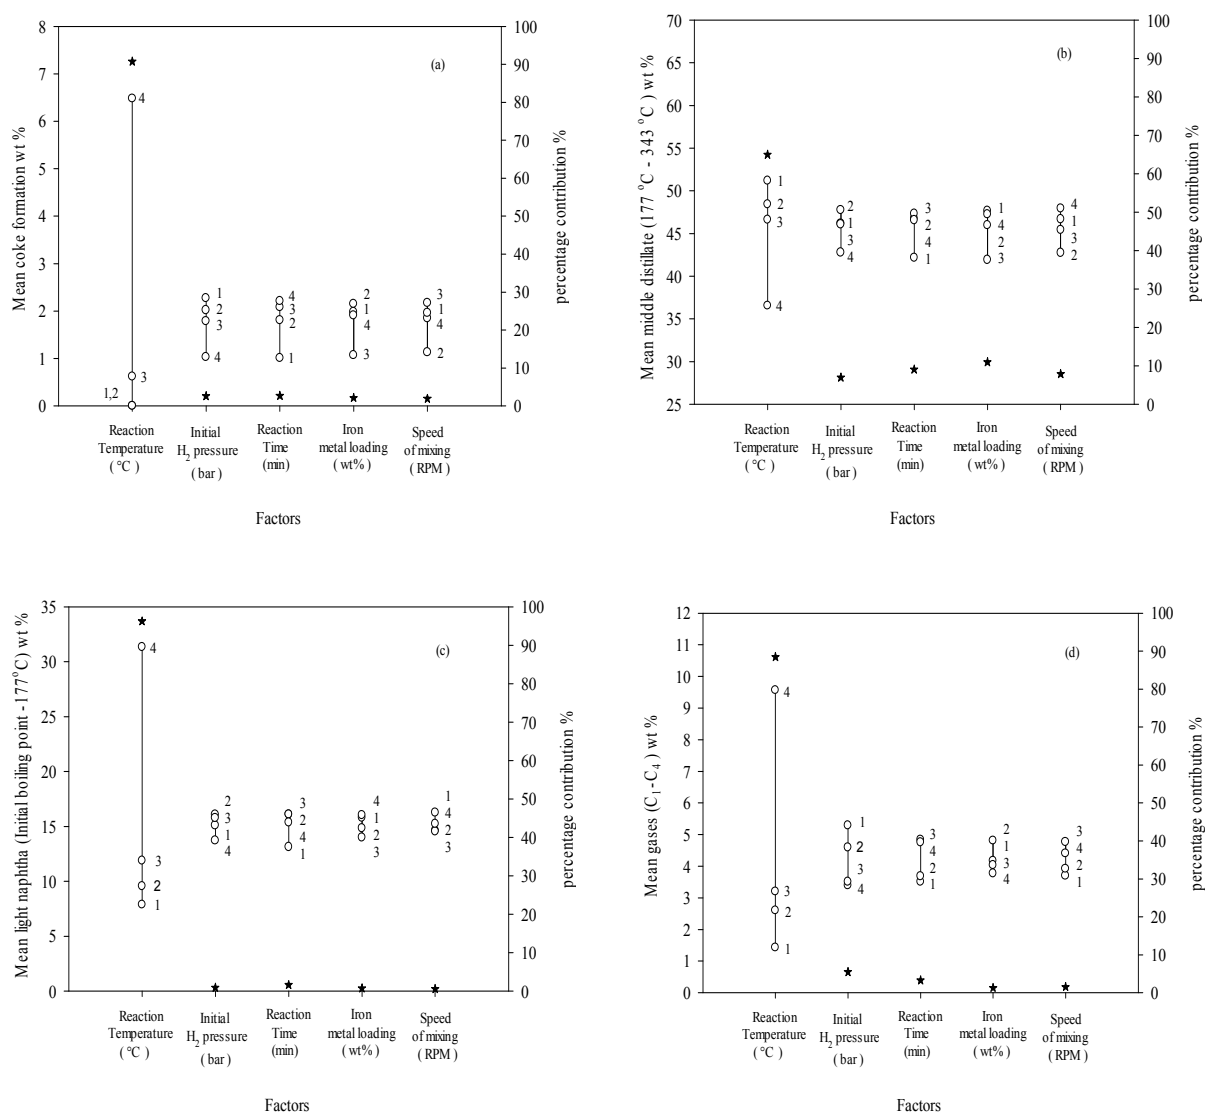 (a)
Mean coke formation wt %
8
7
6
5
4
3
2
1
0
100
90
80
70
60
50
40
30
20
10
0
percentage contribution %
4
3
1,2
1
2
3
4
4
3
2
1
2
1
4
3
3
1
4
2
Reaction
Temperature
( °C )
Initial
H2 pressure
( bar )
Reaction
Time
(min)
Iron
metal loading
( wt% )
Speed
of mixing
( RPM )
Factors
(b)
Mean middle distillate (177 °C - 343 °C ) wt %
70
65
60
55
50
45
40
35
30
25
100
90
80
70
60
50
40
30
20
10
0
percentage contribution %
1
2
3
4
2
1
3
4
3
2
4
1
1
4
2
3
4
1
3
2
Reaction
Temperature
( °C )
Initial
H2 pressure
( bar )
Reaction
Time
(min)
Iron
metal loading
( wt% )
Speed
of mixing
( RPM )
Factors
(c)
Mean light naphtha (Initial boiling point -177°C) wt %
35
30
25
20
15
10
5
0
100
90
80
70
60
50
40
30
20
10
0
percentage contribution %
4
3
2
1
2
3
1
4
3
2
4
1
4
1
2
3
1
4
2
3
Reaction
Temperature
( °C )
Initial
H2 pressure
( bar )
Reaction
Time
(min)
Iron
metal loading
( wt% )
Speed
of mixing
( RPM )
Factors
(d)
Mean gases (C1-C4 ) wt %
12
11
10
9
8
7
6
5
4
3
2
1
0
100
90
80
70
60
50
40
30
20
10
0
percentage contribution %
4
3
2
1
1
2
3
4
3
4
2
1
2
1
3
4
3
4
2
1
Reaction
Temperature
( °C )
Initial
H2 pressure
( bar )
Reaction
Time
(min)
Iron
metal loading
( wt% )
Speed
of mixing
( RPM )
Factors